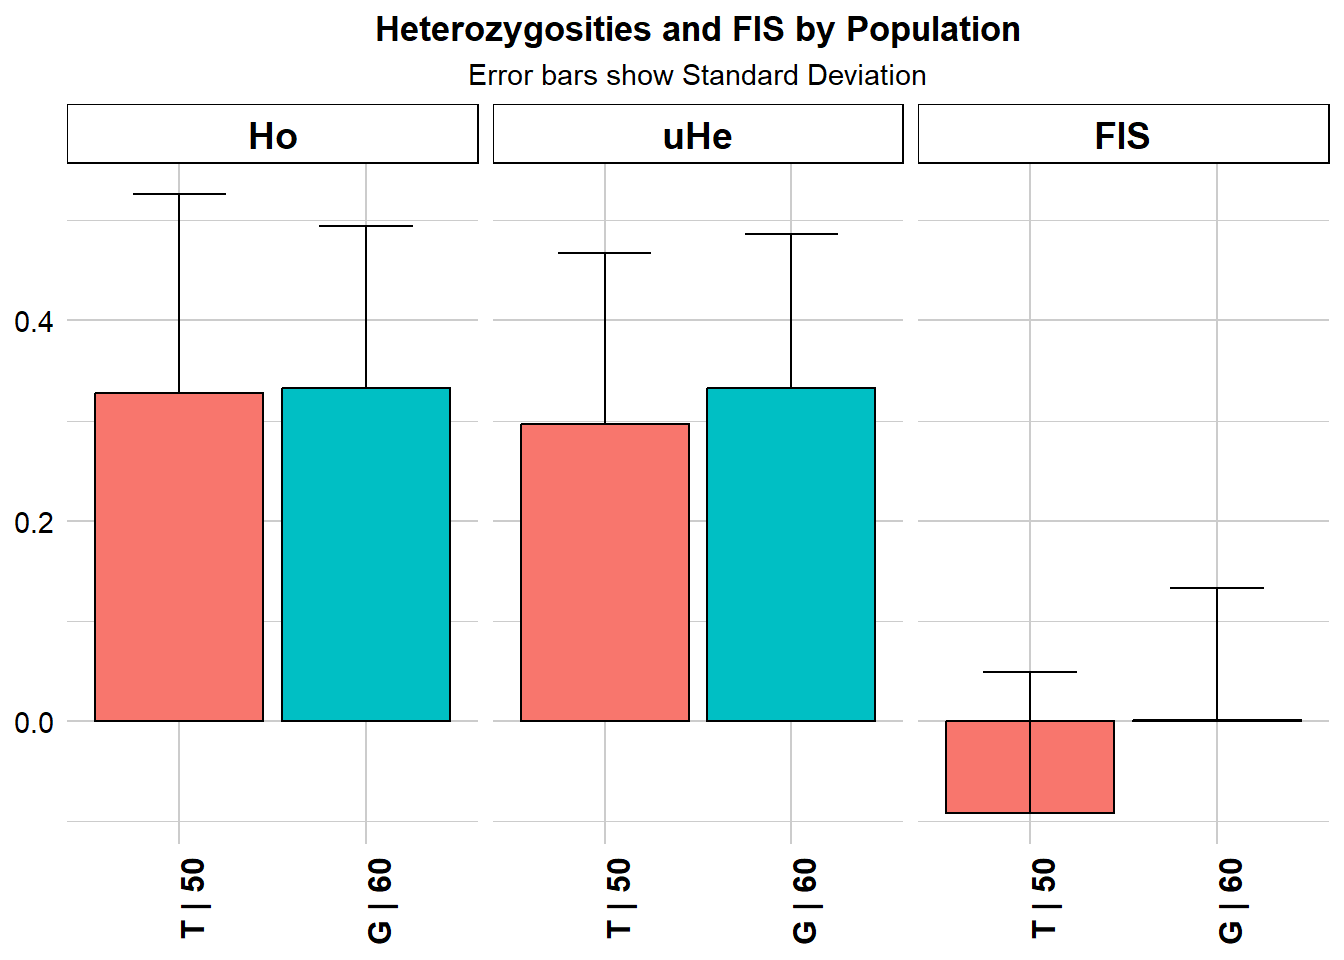 Heterozygosities and FIS by Population
Error bars show Standard Deviation
Ho
uHe
FIS
0.4
0.2
0.0
T | 50
G | 60
T | 50
G | 60
T | 50
G | 60